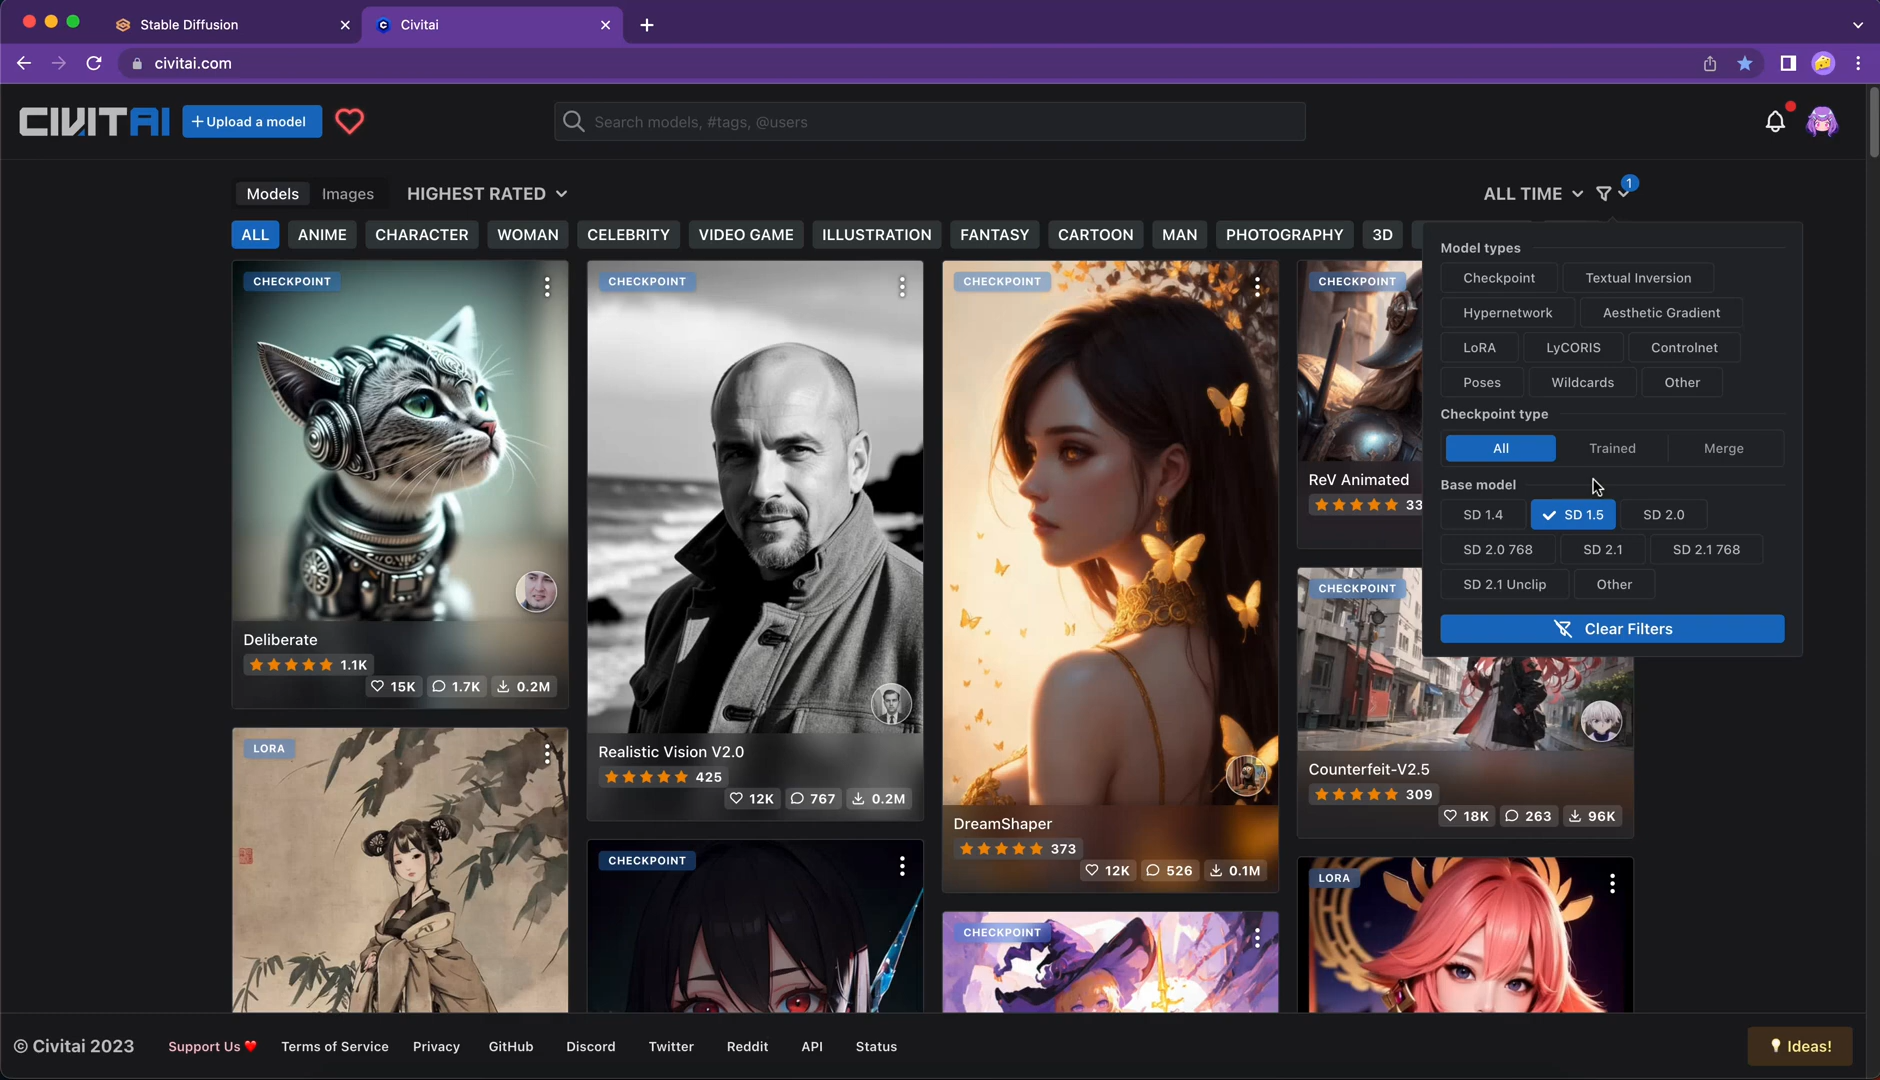 Stable Diffusion
Civitai
civitai.com
CIVITAI
Upload a model
Search models, #tags, @users
Models Images HIGHEST RATED
ALL TIME 1
ALL ANIME CHARACTER WOMAN CELEBRITY VIDEO GAME ILLUSTRATION FANTASY CARTOON MAN PHOTOGRAPHY 3D
Model types
Checkpoint Textual Inversion
Hypernetwork Aesthetic Gradient
LoRA LyCORIS Controlnet
Poses Wildcards Other
Checkpoint type
All Trained Merge
Base model
SD 1.4 SD 1.5 SD 2.0
SD 2.0 768 SD 2.1 SD 2.1 768
SD 2.1 Unclip Other
Clear Filters
CHECKPOINT
Deliberate
1.1K
15K 1.7K 0.2M
LORA
CHECKPOINT
Realistic Vision V2.0
425
12K 767 0.2M
CHECKPOINT
CHECKPOINT
DreamShaper
373
12K 526 0.1M
CHECKPOINT
CHECKPOINT
ReV Animated
33
CHECKPOINT
Counterfeit-V2.5
309
18K 263 96K
LORA
© Civitai 2023 Support Us Terms of Service Privacy GitHub Discord Twitter Reddit API Status
Ideas!